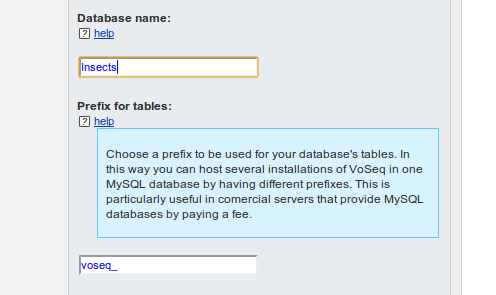 Database name:
? help
Insects
Prefix for tables:
? help
Choose a prefix to be used for your database's tables. In
this way you can host several installations of VoSeq in one
MySQL database by having different prefixes. This is
particularly useful in comercial servers that provide MySQL
databases by paying a fee.
voseq_